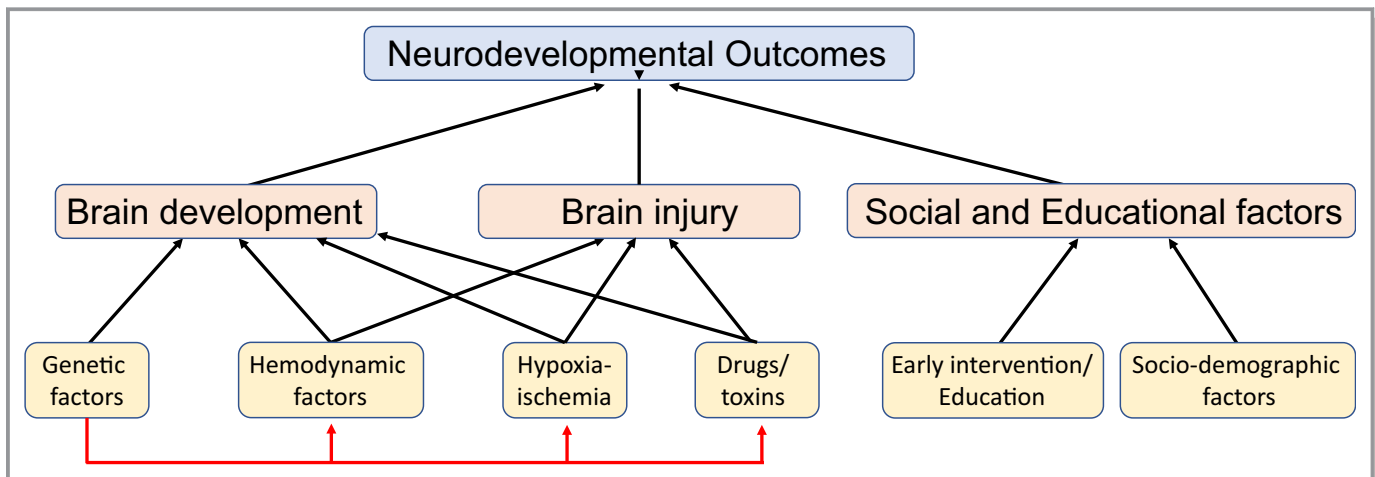 Neurodevelopmental Outcomes
Brain development
Brain injury
Social and Educational factors
Genetic
factors
Hemodynamic
factors
Hypoxia-
ischemia
Drugs/
toxins
Early intervention/
Education
Socio-demographic
factors